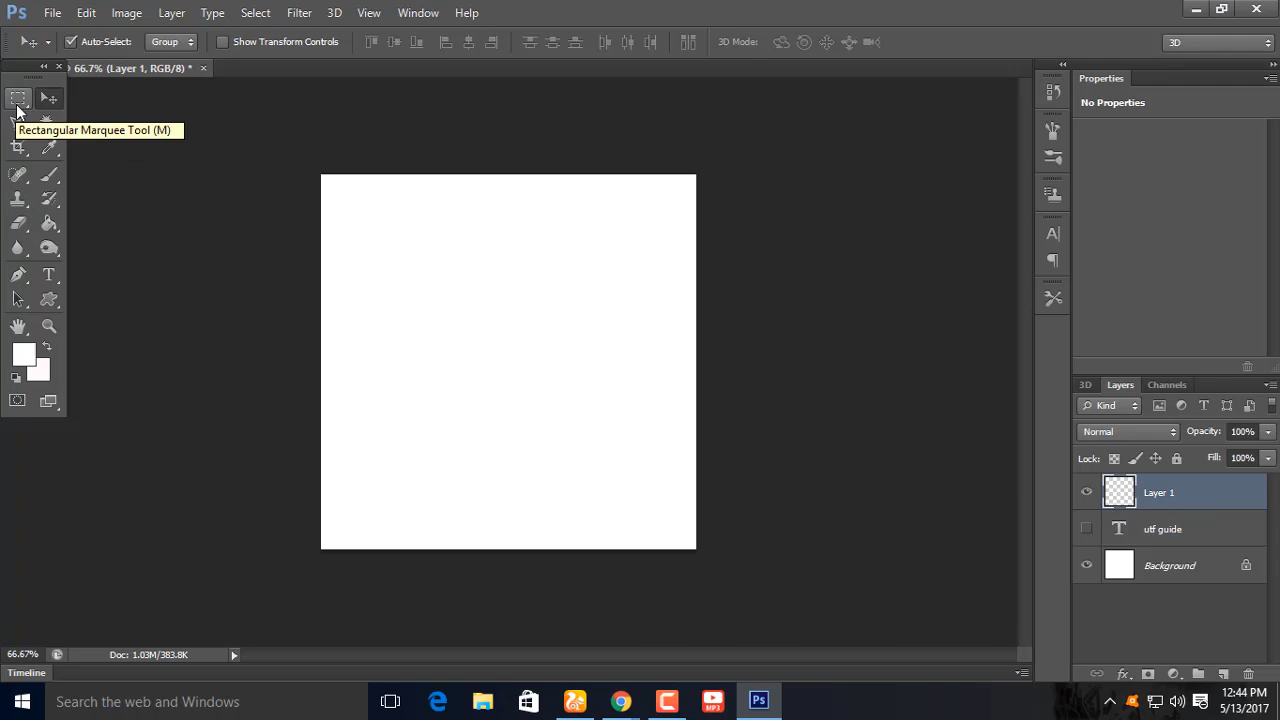 Ps File Edit Image Layer Type Select Filter 3D View Window Help
Auto-Select: Group Show Transform Controls 3D Mode: 3D
66.7% (Layer 1, RGB/8) * ×
Properties
No Properties
Rectangular Marquee Tool (M)
3D Layers Channels
Kind
Normal Opacity: 100%
Lock: Fill: 100%
Layer 1
utf guide
Background
66.67% Doc: 1.03M/383.8K
Timeline
Search the web and Windows
MP3
Ps
12:44 PM
5/13/2017